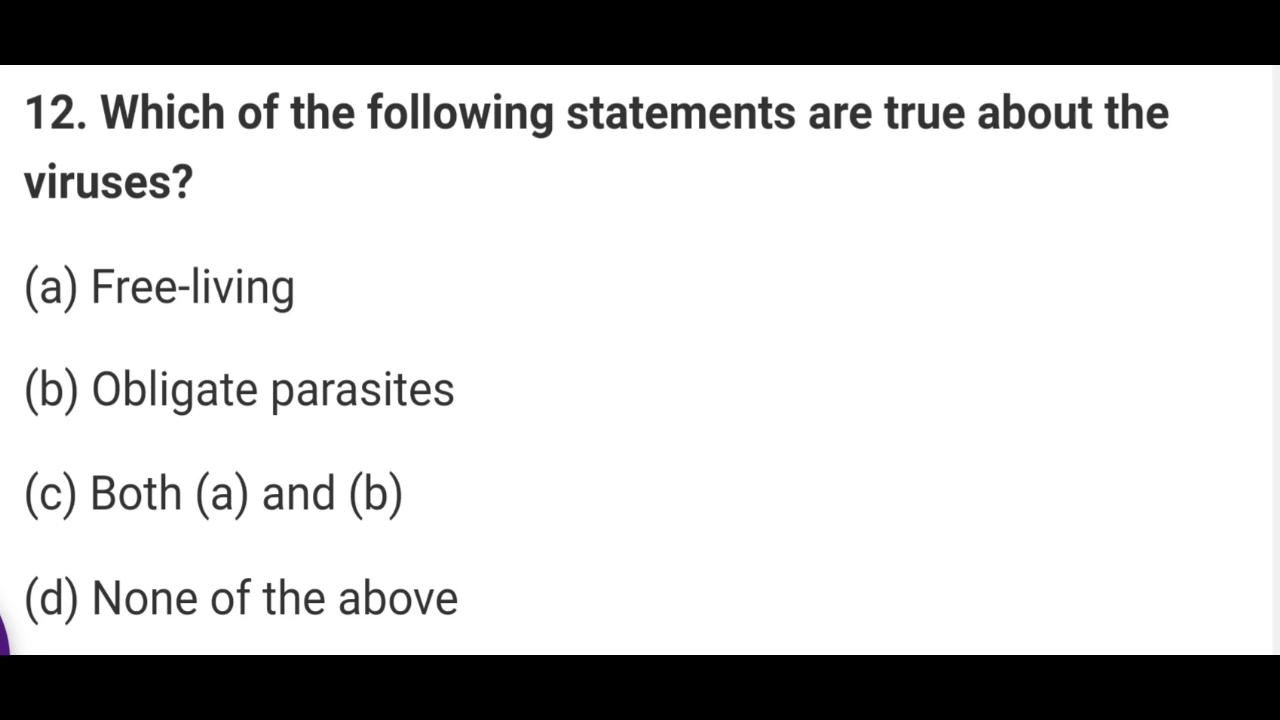 12. Which of the following statements are true about the
viruses?
(a) Free-living
(b) Obligate parasites
(c) Both (a) and (b)
(d) None of the above